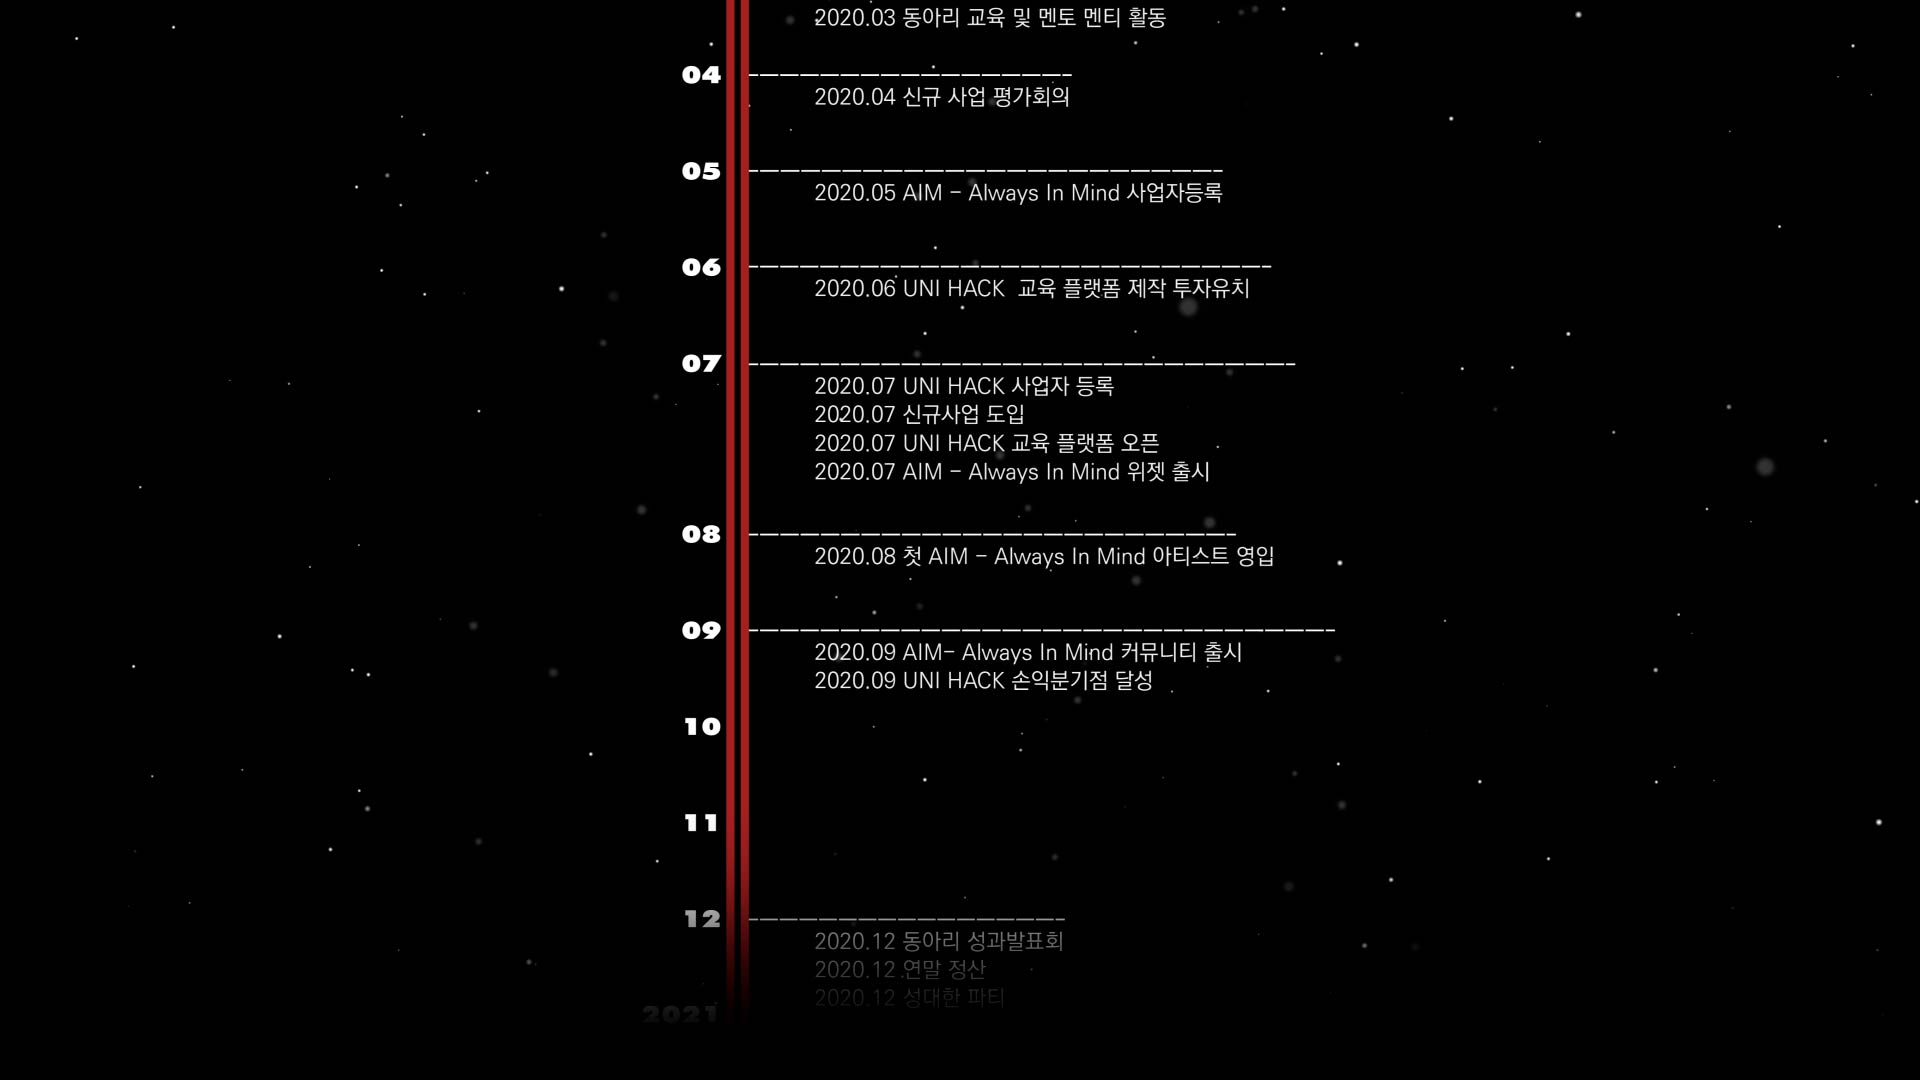 2020.03 동아리 교육 및 멘토 멘티 활동
04
2020.04 신규 사업 평가회의
05
2020.05 AIM - Always In Mind 사업자등록
06
2020.06 UNI HACK  교육 플랫폼 제작 투자유치
07
2020.07 UNI HACK 사업자 등록
2020.07 신규사업 도입
2020.07 UNI HACK 교육 플랫폼 오픈
2020.07 AIM - Always In Mind 위젯 출시
08
2020.08 첫 AIM - Always In Mind 아티스트 영입
09
2020.09 AIM- Always In Mind 커뮤니티 출시
2020.09 UNI HACK 손익분기점 달성
10
11
12
2020.12 동아리 성과발표회
2020.12 연말 정산
2020.12 성대한 파티
2021